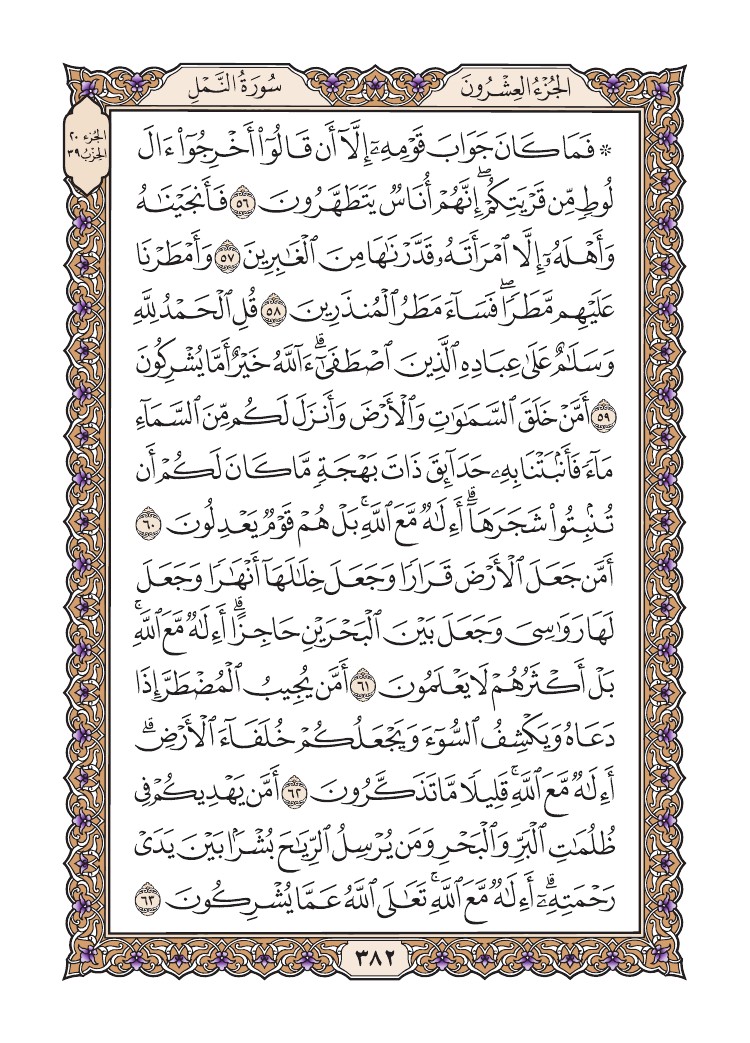 سُورَةُ النَّمْلِ
الجُزْءُ العِشْرُونَ
الجُزء ٢٠
الحِزْبُ ٣٩
۞ فَمَا كَانَ جَوَابَ قَوْمِهِۦٓ إِلَّآ أَن قَالُوٓا۟ أَخْرِجُوٓا۟ ءَالَ
لُوطٍ مِّن قَرْيَتِكُمْ ۖ إِنَّهُمْ أُنَاسٌ يَتَطَهَّرُونَ ٥٦ فَأَنجَيْنَٰهُ
وَأَهْلَهُۥٓ إِلَّا ٱمْرَأَتَهُۥ قَدَّرْنَٰهَا مِنَ ٱلْغَٰبِرِينَ ٥٧ وَأَمْطَرْنَا
عَلَيْهِم مَّطَرًا ۖ فَسَآءَ مَطَرُ ٱلْمُنذَرِينَ ٥٨ قُلِ ٱلْحَمْدُ لِلَّهِ
وَسَلَٰمٌ عَلَىٰ عِبَادِهِ ٱلَّذِينَ ٱصْطَفَىٰٓ ۗ ءَآللَّهُ خَيْرٌ أَمَّا يُشْرِكُونَ
٥٩ أَمَّنْ خَلَقَ ٱلسَّمَٰوَٰتِ وَٱلْأَرْضَ وَأَنزَلَ لَكُم مِّنَ ٱلسَّمَآءِ
مَآءً فَأَنۢبَتْنَا بِهِۦ حَدَآئِقَ ذَاتَ بَهْجَةٍ مَّا كَانَ لَكُمْ أَن
تُنۢبِتُوا۟ شَجَرَهَآ ۗ أَءِلَٰهٌ مَّعَ ٱللَّهِ ۚ بَلْ هُمْ قَوْمٌ يَعْدِلُونَ ٦٠
أَمَّن جَعَلَ ٱلْأَرْضَ قَرَارًا وَجَعَلَ خِلَٰلَهَآ أَنْهَٰرًا وَجَعَلَ
لَهَا رَوَٰسِىَ وَجَعَلَ بَيْنَ ٱلْبَحْرَيْنِ حَاجِزًا ۗ أَءِلَٰهٌ مَّعَ ٱللَّهِ ۚ
بَلْ أَكْثَرُهُمْ لَا يَعْلَمُونَ ٦١ أَمَّن يُجِيبُ ٱلْمُضْطَرَّ إِذَا
دَعَاهُ وَيَكْشِفُ ٱلسُّوٓءَ وَيَجْعَلُكُمْ خُلَفَآءَ ٱلْأَرْضِ ۗ
أَءِلَٰهٌ مَّعَ ٱللَّهِ ۚ قَلِيلًا مَّا تَذَكَّرُونَ ٦٢ أَمَّن يَهْدِيكُمْ فِى
ظُلُمَٰتِ ٱلْبَرِّ وَٱلْبَحْرِ وَمَن يُرْسِلُ ٱلرِّيَٰحَ بُشْرًۢا بَيْنَ يَدَىْ
رَحْمَتِهِۦٓ ۗ أَءِلَٰهٌ مَّعَ ٱللَّهِ ۚ تَعَٰلَى ٱللَّهُ عَمَّا يُشْرِكُونَ ٦٣
٣٨٢